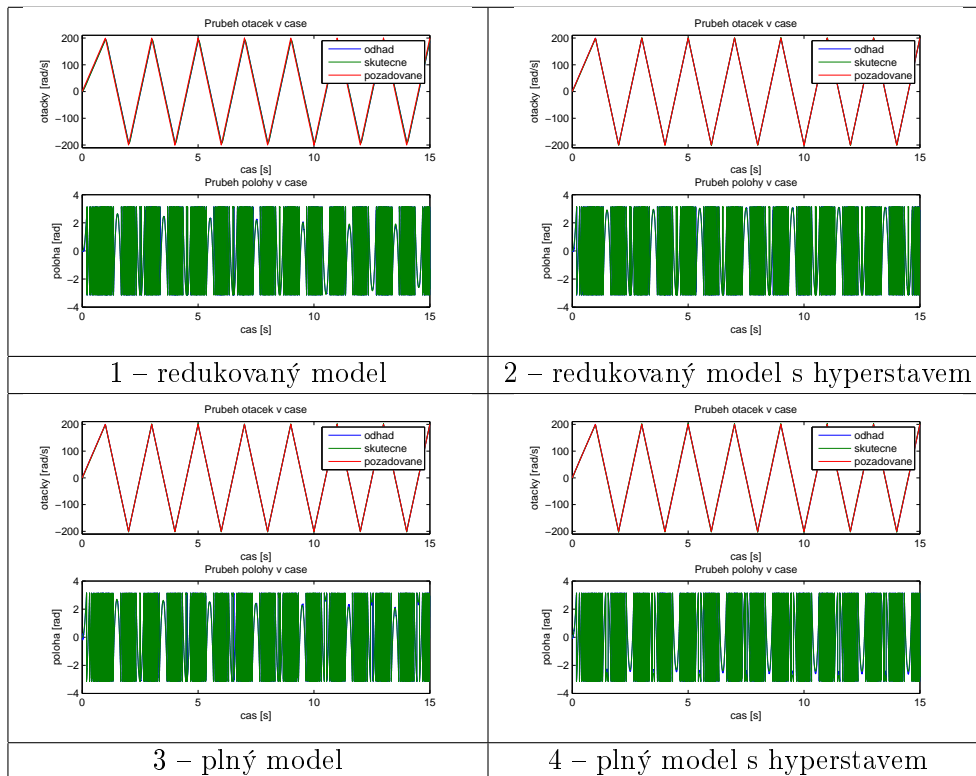 Prubeh otacek v case
otacky [rad/s]
200
100
0
−100
−200
odhad
skutecne
pozadovane
0 5 10 15
cas [s]
Prubeh polohy v case
poloha [rad]
4
2
0
−2
−4
0 5 10 15
cas [s]
1 – redukovaný model
Prubeh otacek v case
otacky [rad/s]
200
100
0
−100
−200
odhad
skutecne
pozadovane
0 5 10 15
cas [s]
Prubeh polohy v case
poloha [rad]
4
2
0
−2
−4
0 5 10 15
cas [s]
2 – redukovaný model s hyperstavem
Prubeh otacek v case
otacky [rad/s]
200
100
0
−100
−200
odhad
skutecne
pozadovane
0 5 10 15
cas [s]
Prubeh polohy v case
poloha [rad]
4
2
0
−2
−4
0 5 10 15
cas [s]
3 – plný model
Prubeh otacek v case
otacky [rad/s]
200
100
0
−100
−200
odhad
skutecne
pozadovane
0 5 10 15
cas [s]
Prubeh polohy v case
poloha [rad]
4
2
0
−2
−4
0 5 10 15
cas [s]
4 – plný model s hyperstavem